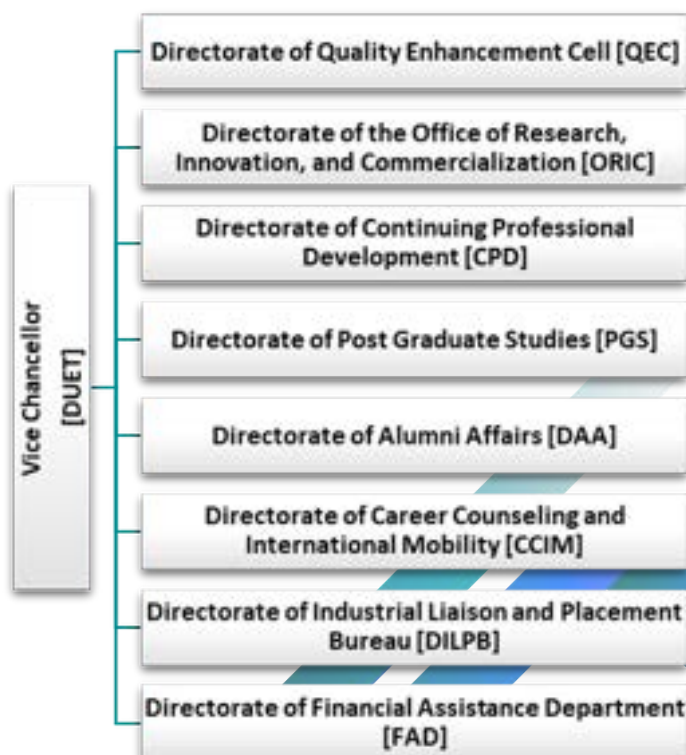 Vice Chancellor
[DUET]
Directorate of Quality Enhancement Cell [QEC]
Directorate of the Office of Research,
Innovation, and Commercialization [ORIC]
Directorate of Continuing Professional
Development [CPD]
Directorate of Post Graduate Studies [PGS]
Directorate of Alumni Affairs [DAA]
Directorate of Career Counseling and
International Mobility [CCIM]
Directorate of Industrial Liaison and Placement
Bureau [DILPB]
Directorate of Financial Assistance Department
[FAD]